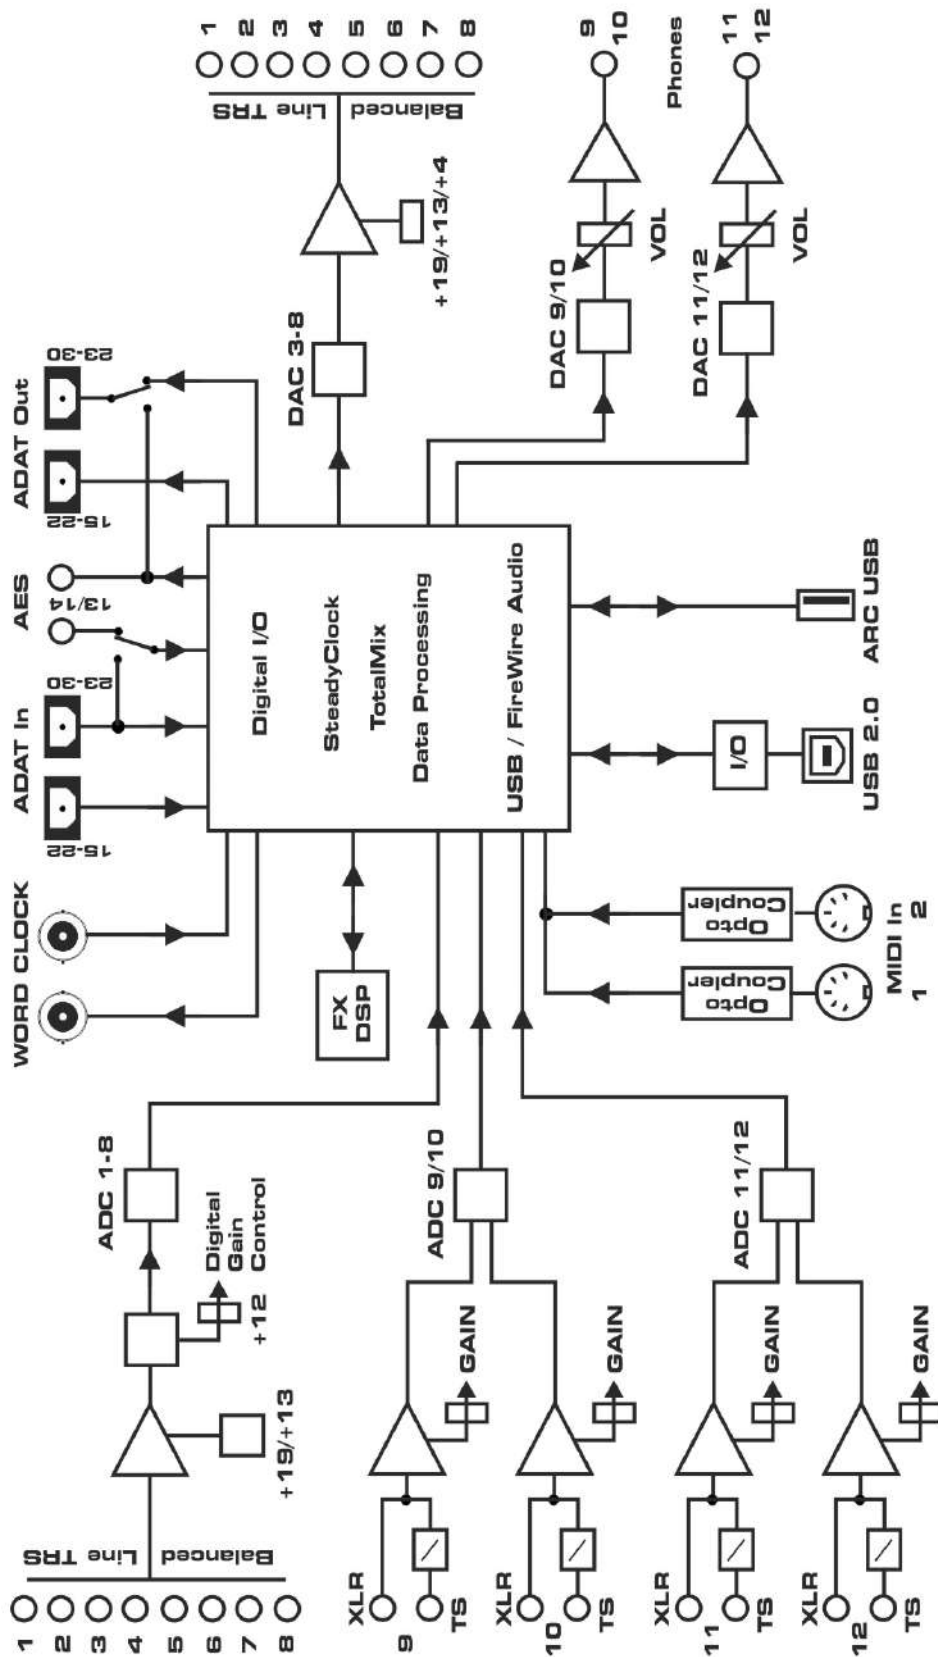 1
2
3
4
5
6
7
8
Line TRS
Balanced
+19/+13
+12
Digital
Gain
Control
ADC 1-8
WORD CLOCK
ADAT In
15-22
23-30
AES
13/14
ADAT Out
15-22
23-30
Line TRS
Balanced
1
2
3
4
5
6
7
8
FX
DSP
Digital I/O
SteadyClock
TotalMix
Data Processing
USB / FireWire Audio
DAC 3-8
+19/+13/+4
XLR
9
TS
GAIN
XLR
10
TS
GAIN
ADC 9/10
DAC 9/10
VOL
9
10
Phones
XLR
11
TS
GAIN
XLR
12
TS
GAIN
ADC 11/12
DAC 11/12
VOL
11
12
Opto
Coupler
Opto
Coupler
MIDI In
1
2
I/O
USB 2.0
ARC USB